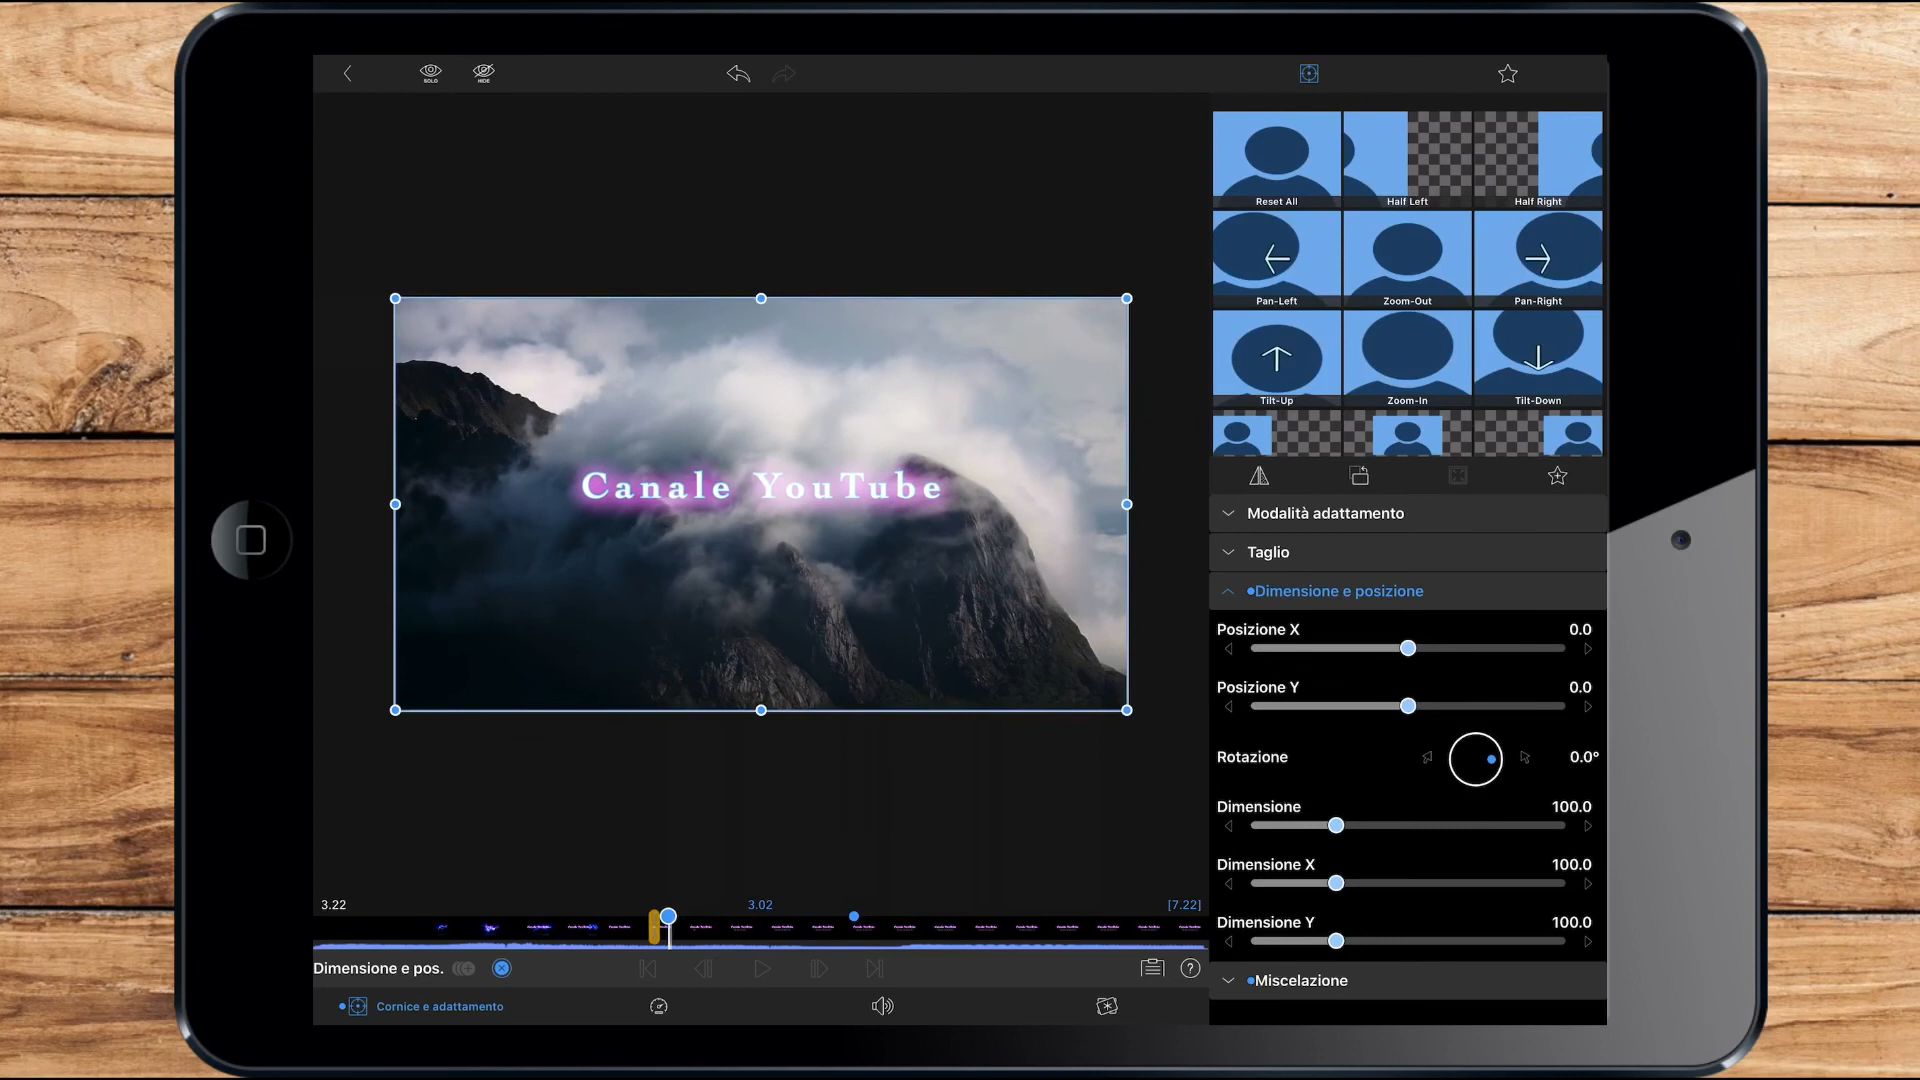 SOLO
HIDE
Reset All
Half Left
Half Right
Pan-Left
Zoom-Out
Pan-Right
Tilt-Up
Zoom-In
Tilt-Down
Canale YouTube
Modalità adattamento
Taglio
Dimensione e posizione
Posizione X 0.0
Posizione Y 0.0
Rotazione 0.0°
Dimensione 100.0
Dimensione X 100.0
Dimensione Y 100.0
Miscelazione
3.22 3.02 [7.22]
Dimensione e pos.
?
Cornice e adattamento